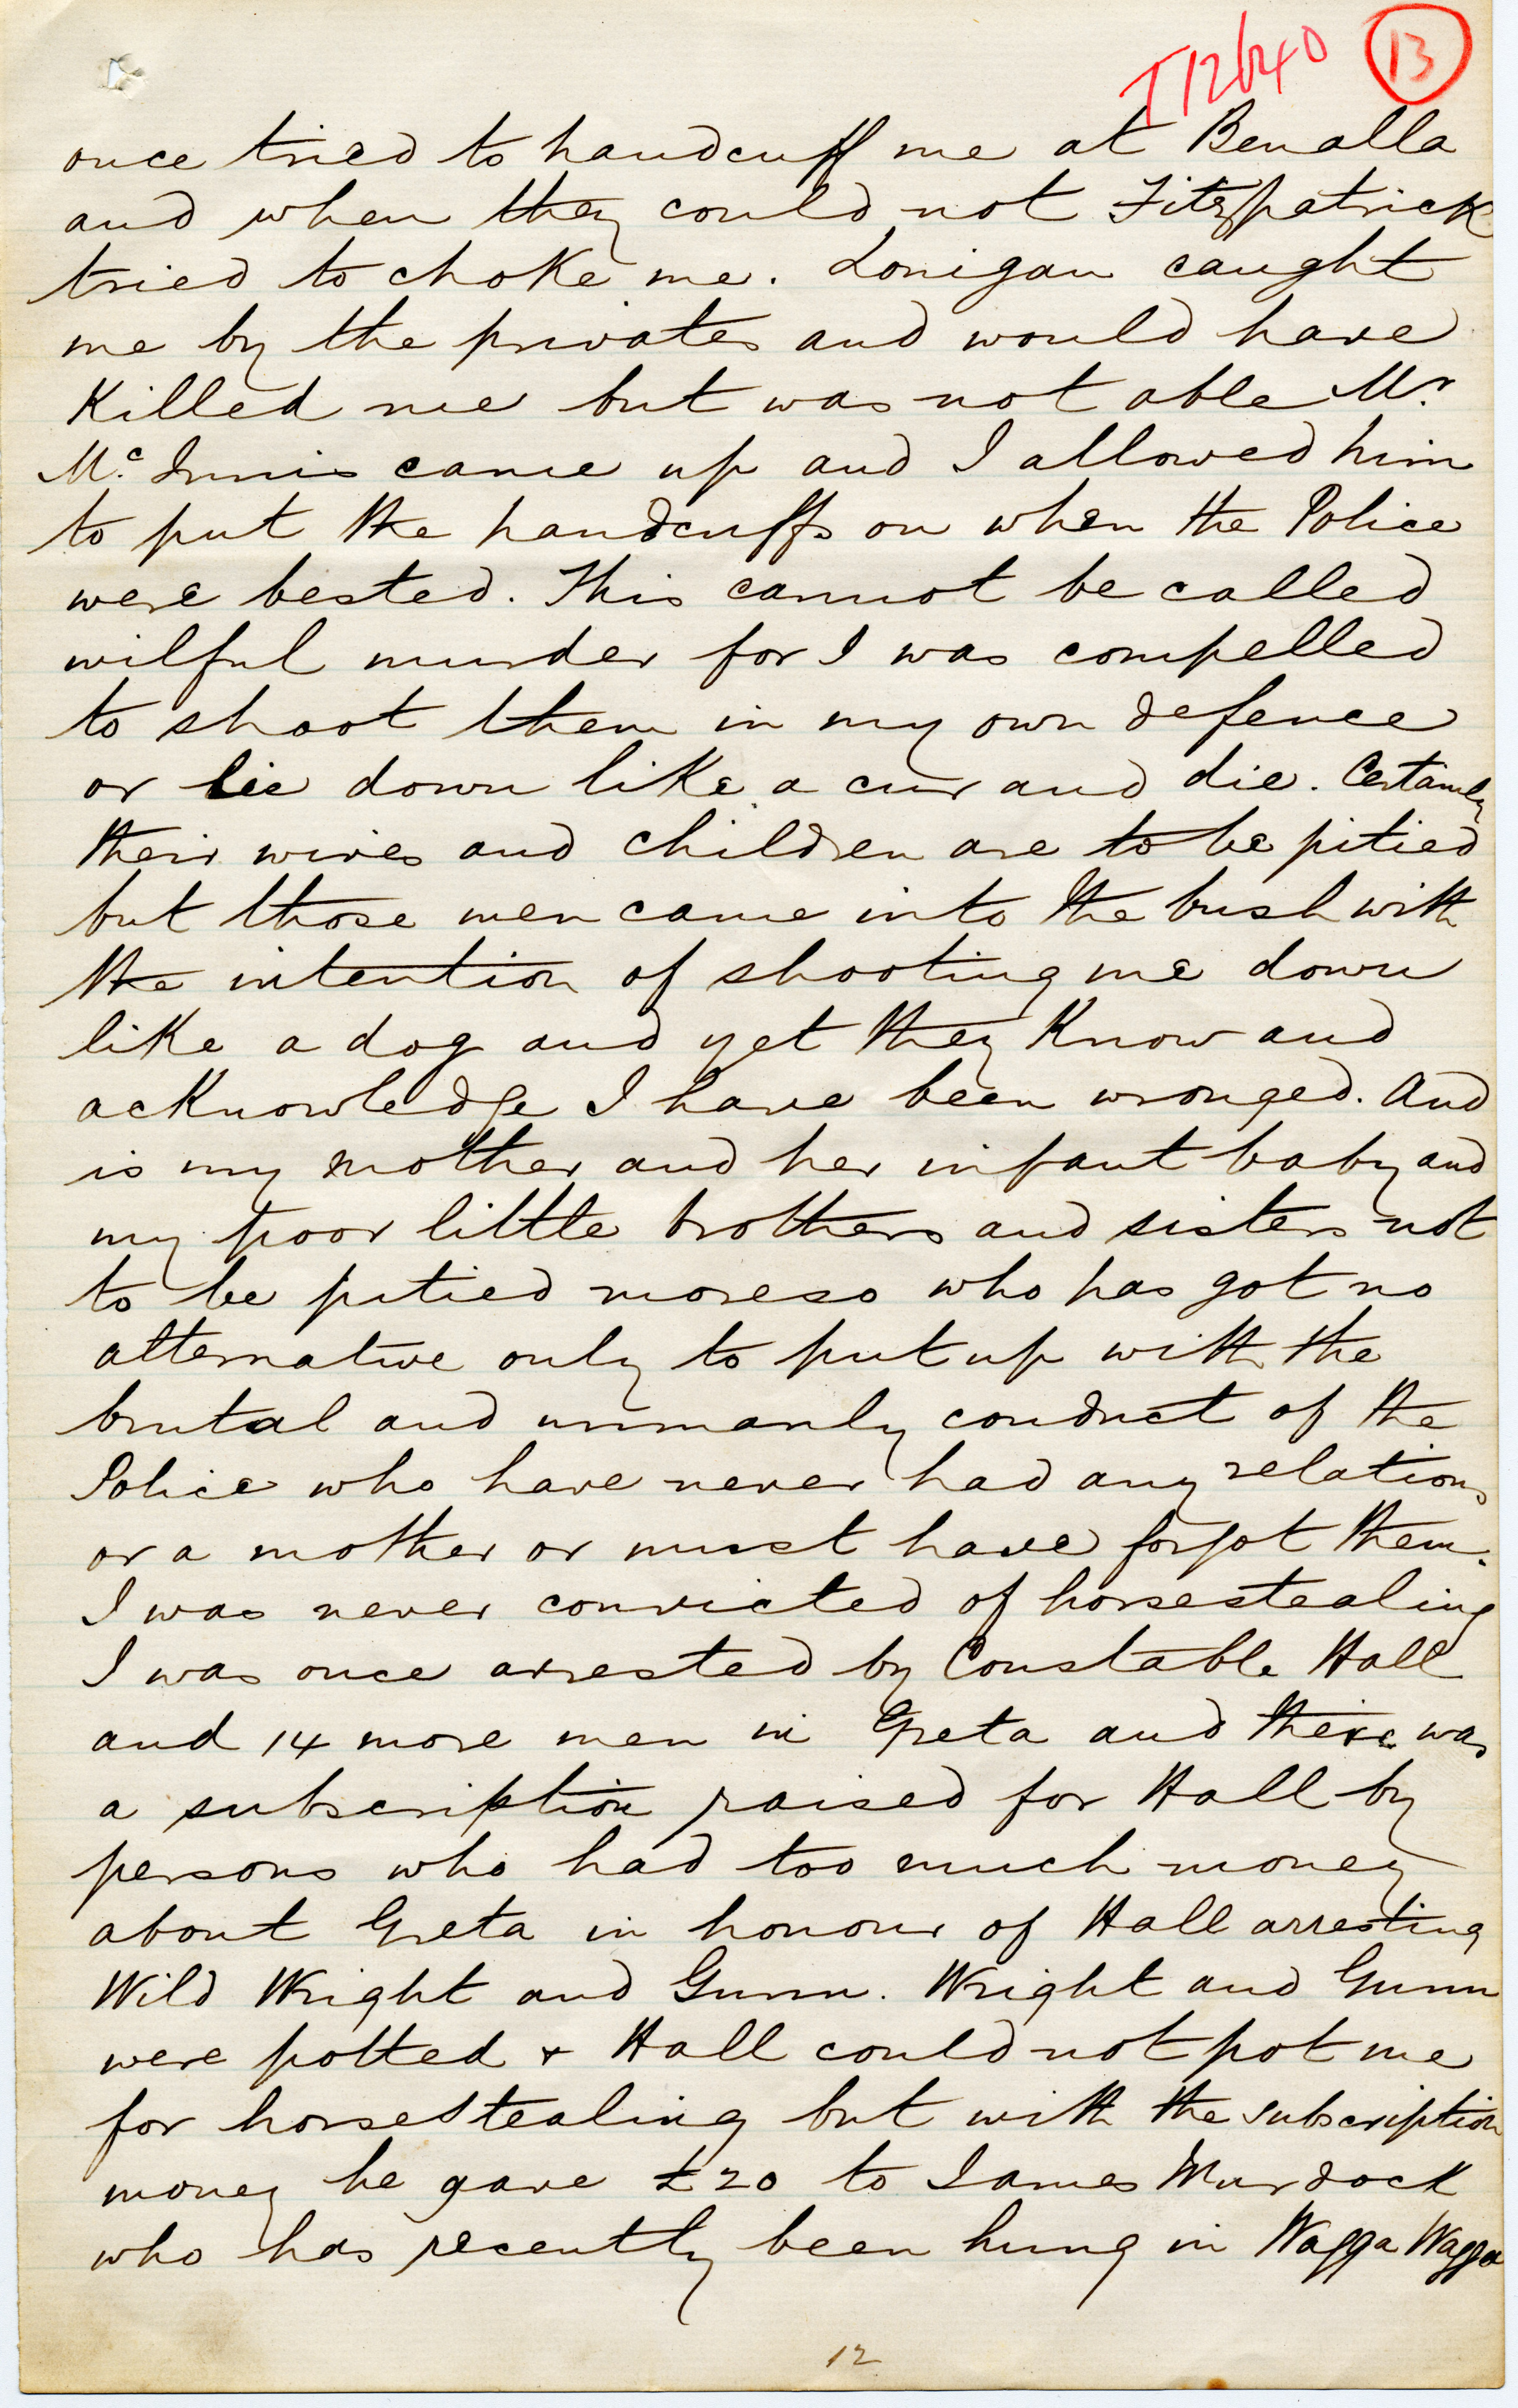 T12640 13
once tried to handcuff me at Benalla
and when they could not Fitzpatrick
tried to choke me. Lonigan caught
me by the privates and would have
Killed me but was not able Mr.
Mc. Innis came up and I allowed him
to put the handcuffs on when the Police
were bested. This cannot be called
wilful murder for I was compelled
to shoot them in my own defence
or lie down like a cur and die. Certainly
their wives and children are to be pitied
but those men came into the bush with
the intention of shooting me down
like a dog and yet they Know and
acKnowledge I have been wronged. And
is my mother and her infant baby and
my poor little brothers and sisters not
to be pitied moreso who has got no
alternative only to put up with the
brutal and unmanly conduct of the
Police who have never had any relations
or a mother or must have forgot them.
I was never convicted of horsestealing
I was once arrested by Constable Hall
and 14 more men in Greta and there was
a subscription raised for Hall by
persons who had too much money
about Greta in honour of Hall arresting
Wild Wright and Gunn. Wright and Gunn
were potted & Hall could not pot me
for horsestealing but with the subscription
money he gave £20 to James Murdock
who has recently been hung in Wagga Wagga
12